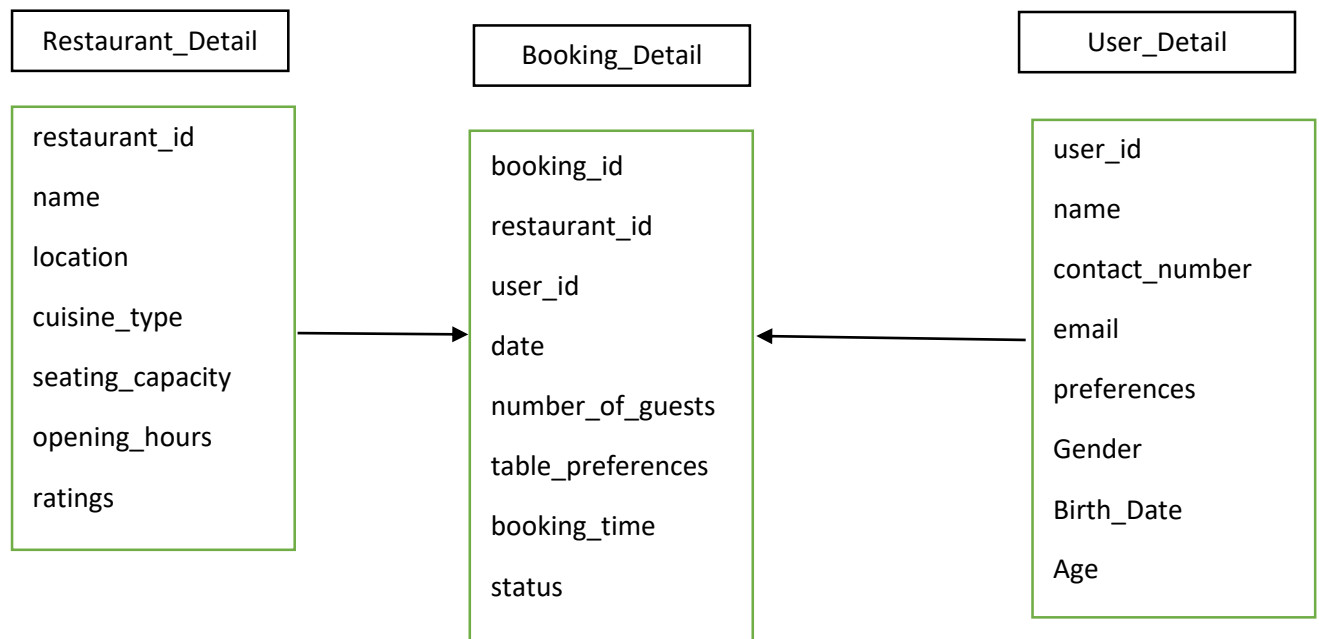 Restaurant_Detail
restaurant_id
name
location
cuisine_type
seating_capacity
opening_hours
ratings
Booking_Detail
booking_id
restaurant_id
user_id
date
number_of_guests
table_preferences
booking_time
status
User_Detail
user_id
name
contact_number
email
preferences
Gender
Birth_Date
Age